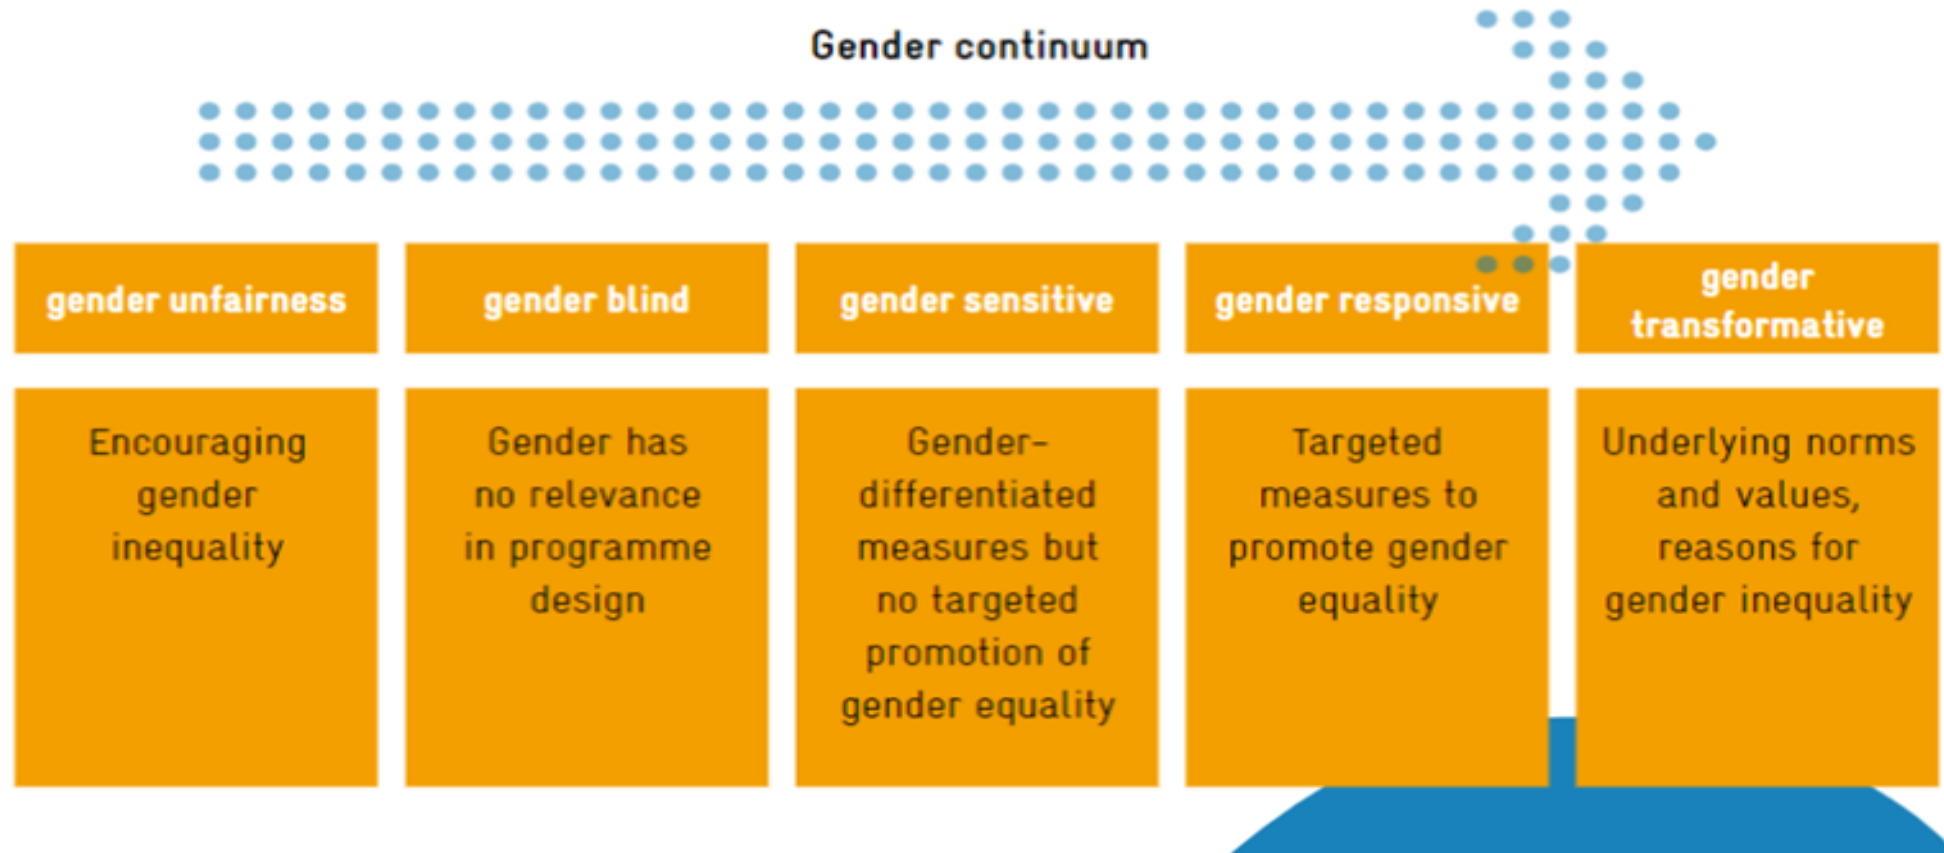 Gender continuum
gender unfairness
gender blind
gender sensitive
gender responsive
gender
transformative
Encouraging
gender
inequality
Gender has
no relevance
in programme
design
Gender-
differentiated
measures but
no targeted
promotion of
gender equality
Targeted
measures to
promote gender
equality
Underlying norms
and values,
reasons for
gender inequality